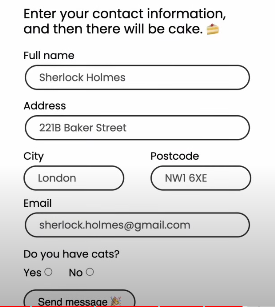 Enter your contact information,
and then there will be cake. 🍰
Full name
Sherlock Holmes
Address
221B Baker Street
City Postcode
London NW1 6XE
Email
sherlock.holmes@gmail.com
Do you have cats?
Yes No
Send message 🎉